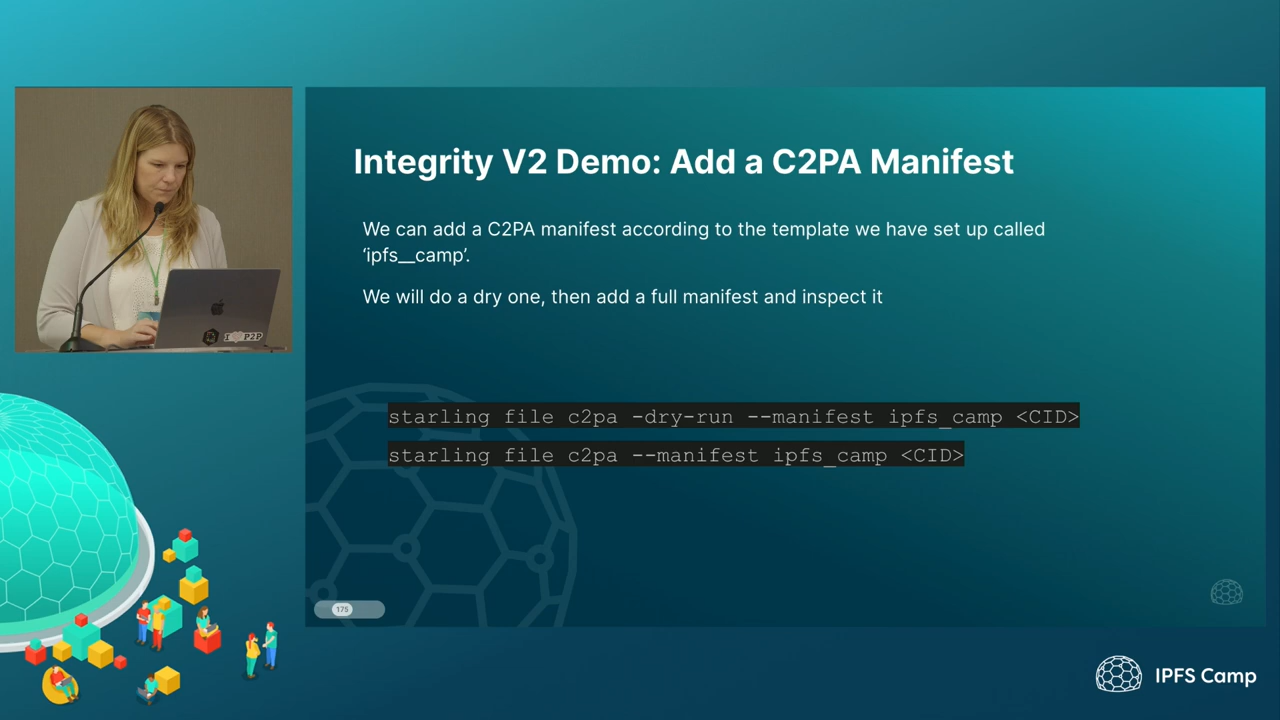 Integrity V2 Demo: Add a C2PA Manifest
We can add a C2PA manifest according to the template we have set up called
‘ipfs__camp’.
We will do a dry one, then add a full manifest and inspect it
starling file c2pa -dry-run --manifest ipfs_camp <CID>
starling file c2pa --manifest ipfs_camp <CID>
I P2P
175
IPFS Camp